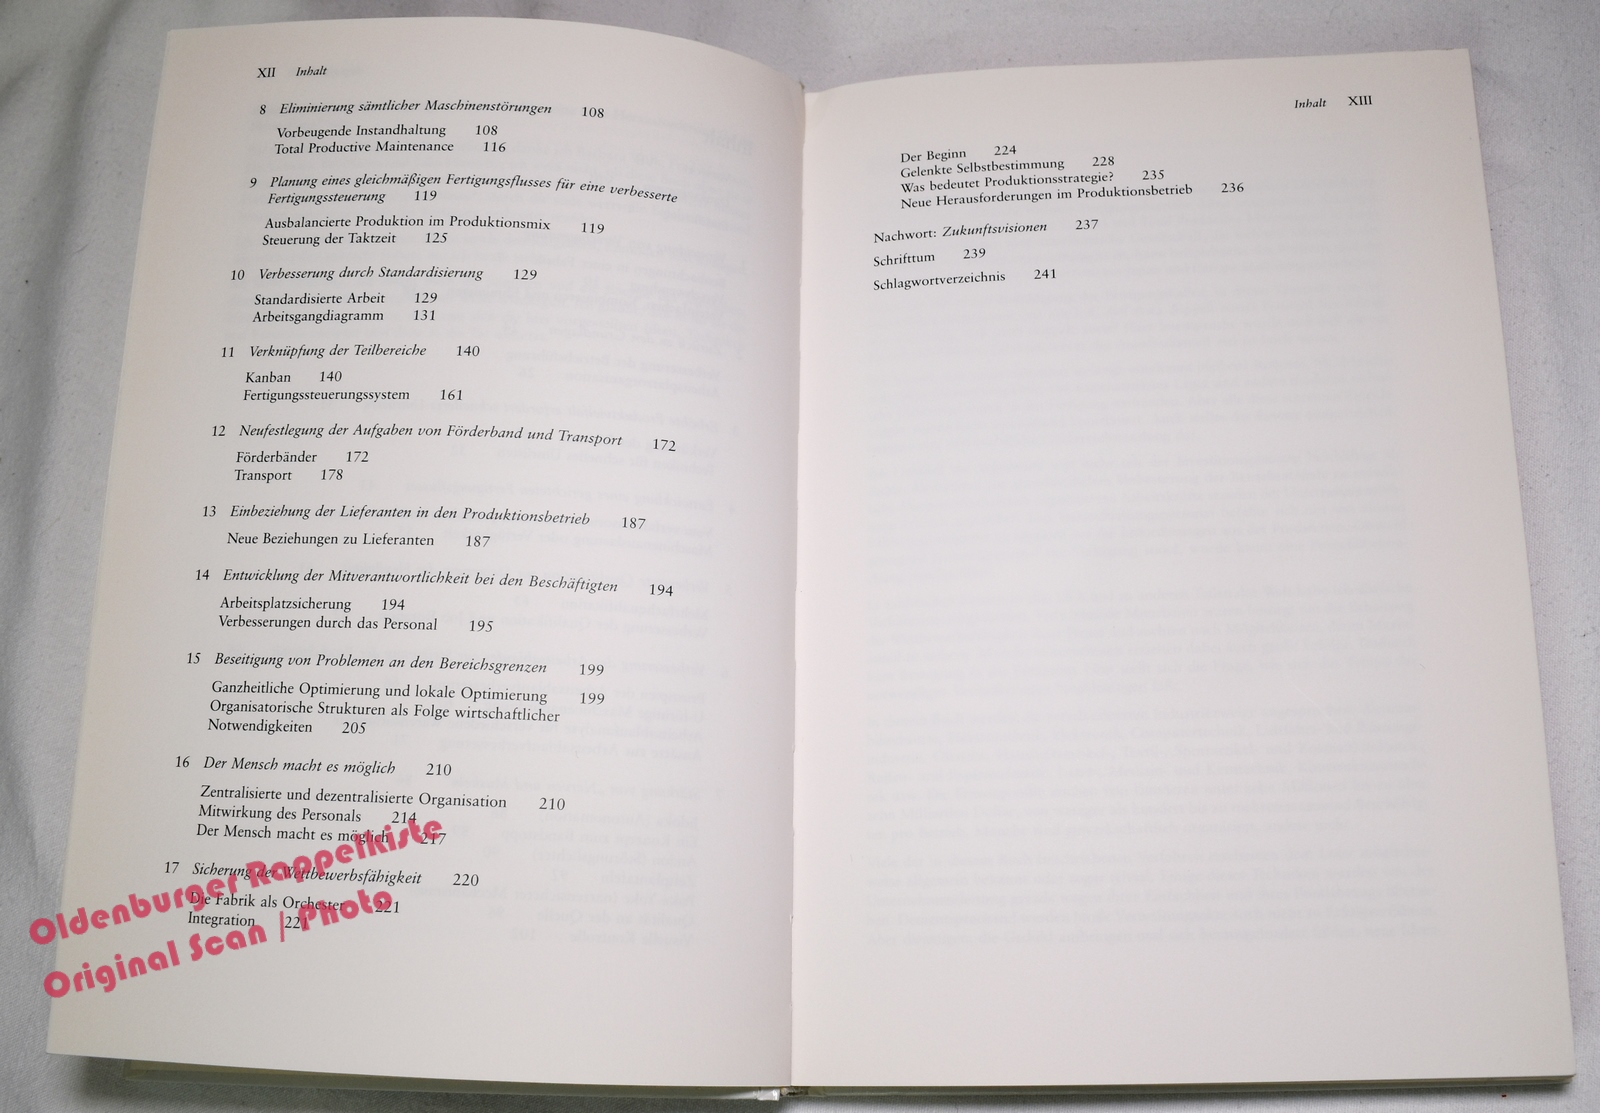 XII Inhalt
8 Eliminierung sämtlicher Maschinenstörungen 108
Vorbeugende Instandhaltung 108
Total Productive Maintenance 116
9 Planung eines gleichmäßigen Fertigungsflusses für eine verbesserte
Fertigungssteuerung 119
Ausbalancierte Produktion im Produktionsmix 119
Steuerung der Taktzeit 125
10 Verbesserung durch Standardisierung 129
Standardisierte Arbeit 129
Arbeitsgangdiagramm 131
11 Verknüpfung der Teilbereiche 140
Kanban 140
Fertigungssteuerungssystem 161
12 Neufestlegung der Aufgaben von Förderband und Transport 172
Förderbänder 172
Transport 178
13 Einbeziehung der Lieferanten in den Produktionsbetrieb 187
Neue Beziehungen zu Lieferanten 187
14 Entwicklung der Mitverantwortlichkeit bei den Beschäftigten 194
Arbeitsplatzsicherung 194
Verbesserungen durch das Personal 195
15 Beseitigung von Problemen an den Bereichsgrenzen 199
Ganzheitliche Optimierung und lokale Optimierung 199
Organisatorische Strukturen als Folge wirtschaftlicher
Notwendigkeiten 205
16 Der Mensch macht es möglich 210
Zentralisierte und dezentralisierte Organisation 210
Mitwirkung des Personals 214
Der Mensch macht es möglich 217
17 Sicherung der Wettbewerbsfähigkeit 220
Die Fabrik als Orchester 221
Integration 221
Oldenburger Rappelkiste
Original Scan / Photo
Inhalt XIII
Der Beginn 224
Gelenkte Selbstbestimmung 228
Was bedeutet Produktionsstrategie? 235
Neue Herausforderungen im Produktionsbetrieb 236
Nachwort: Zukunftsvisionen 237
Schrifttum 239
Schlagwortverzeichnis 241